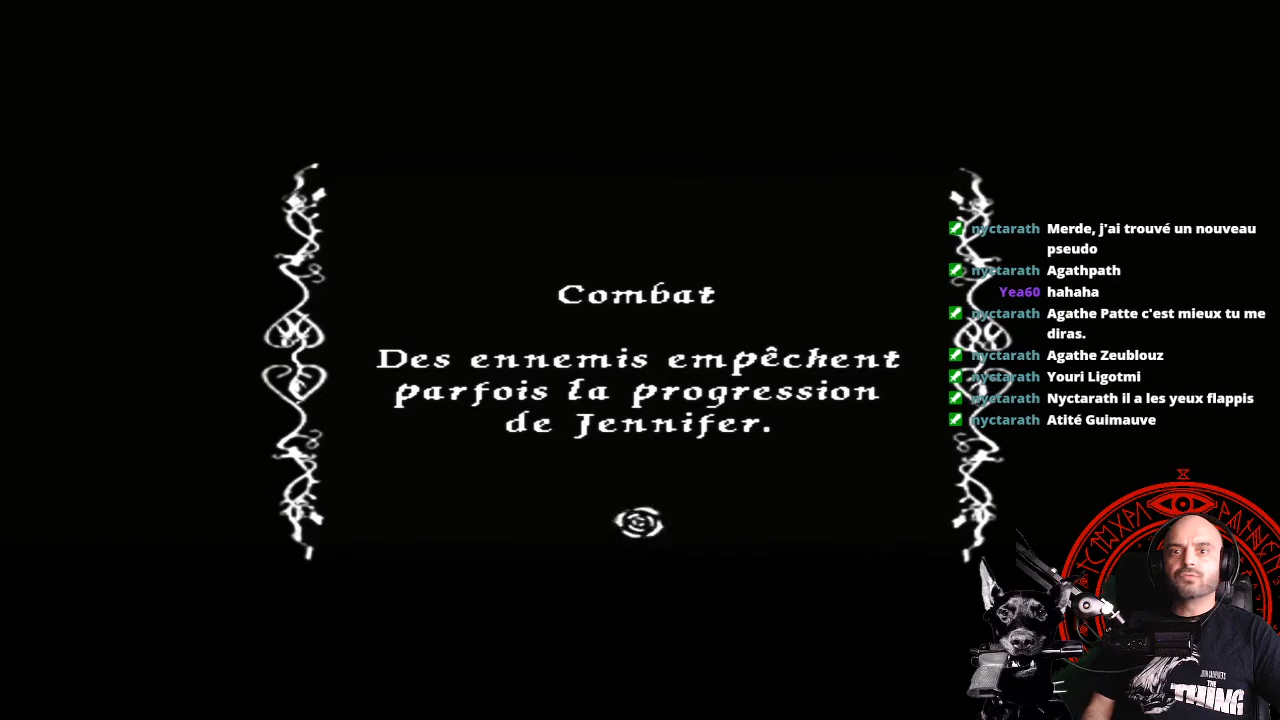 Combat
Des ennemis empêchent
parfois la progression
de Jennifer.
nyctarath Merde, j'ai trouvé un nouveau
pseudo
nyctarath Agathpath
Yea60 hahaha
nyctarath Agathe Patte c'est mieux tu me
diras.
nyctarath Agathe Zeublouz
nyctarath Youri Ligotmi
nyctarath Nyctarath il a les yeux flappis
nyctarath Atité Guimauve
THE
THING